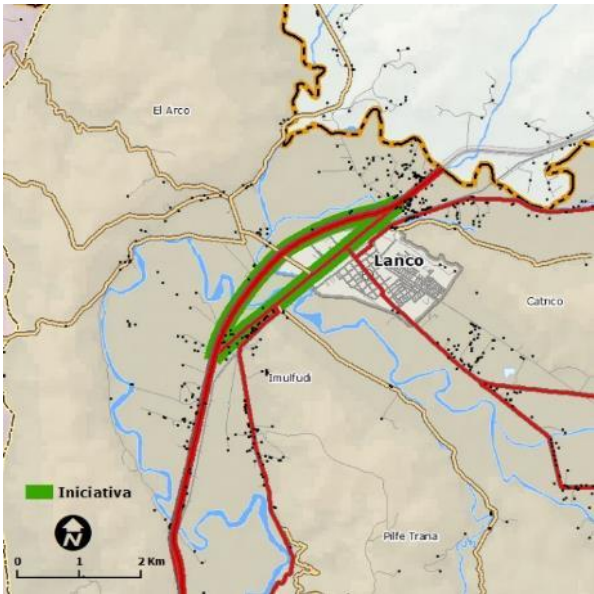 El Arco
Lanco
Catrico
Imulfudi
Iniciativa
N
Pilfe Trana
0 1 2 Km